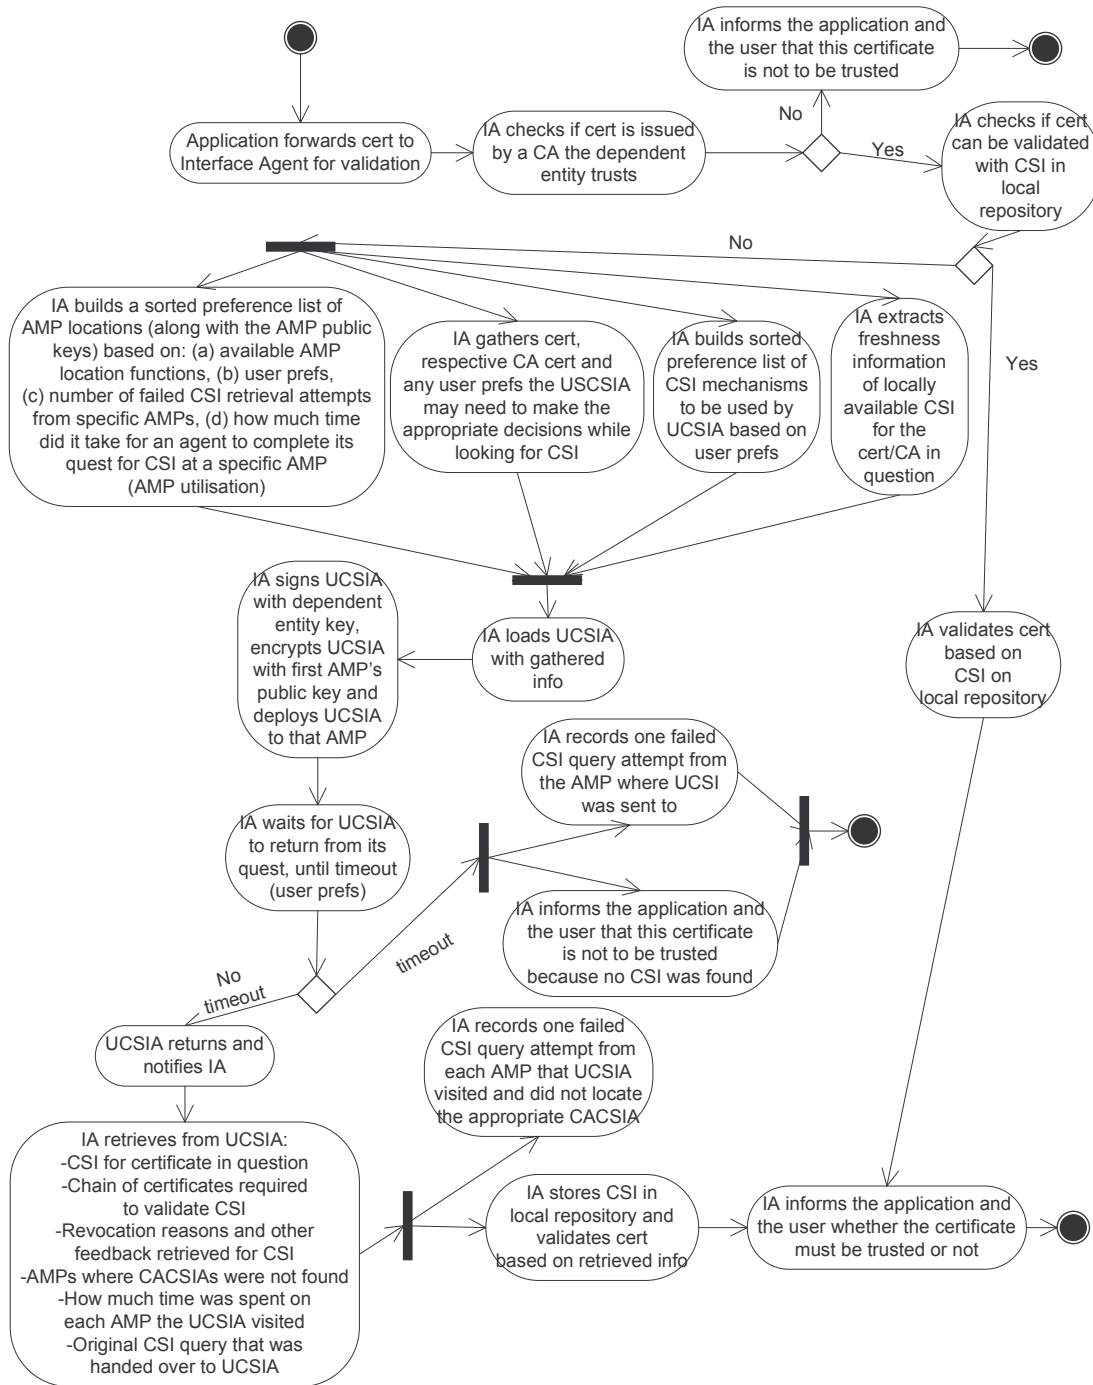 IA informs the application and
the user that this certificate
is not to be trusted
No
Application forwards cert to
Interface Agent for validation
IA checks if cert is issued
by a CA the dependent
entity trusts
Yes
IA checks if cert
can be validated
with CSI in
local
repository
No
IA builds a sorted preference list of
AMP locations (along with the AMP public
keys) based on: (a) available AMP
location functions, (b) user prefs,
(c) number of failed CSI retrieval attempts
from specific AMPs, (d) how much time
did it take for an agent to complete its
quest for CSI at a specific AMP
(AMP utilisation)
IA gathers cert,
respective CA cert and
any user prefs the USCSIA
may need to make the
appropriate decisions while
looking for CSI
IA builds sorted
preference list of
CSI mechanisms
to be used by
UCSIA based on
user prefs
IA extracts
freshness
information
of locally
available CSI
for the
cert/CA in
question
Yes
IA signs UCSIA
with dependent
entity key,
encrypts UCSIA
with first AMP's
public key and
deploys UCSIA
to that AMP
IA loads UCSIA
with gathered
info
IA validates cert
based on
CSI on
local repository
IA records one failed
CSI query attempt from
the AMP where UCSI
was sent to
IA waits for UCSIA
to return from its
quest, until timeout
(user prefs)
IA informs the application and
the user that this certificate
is not to be trusted
because no CSI was found
timeout
No
timeout
UCSIA returns and
notifies IA
IA records one failed
CSI query attempt from
each AMP that UCSIA
visited and did not locate
the appropriate CACSIA
IA retrieves from UCSIA:
-CSI for certificate in question
-Chain of certificates required
to validate CSI
-Revocation reasons and other
feedback retrieved for CSI
-AMPs where CACSIAs were not found
-How much time was spent on
each AMP the UCSIA visited
-Original CSI query that was
handed over to UCSIA
IA stores CSI in
local repository and
validates cert
based on retrieved info
IA informs the application and
the user whether the certificate
must be trusted or not